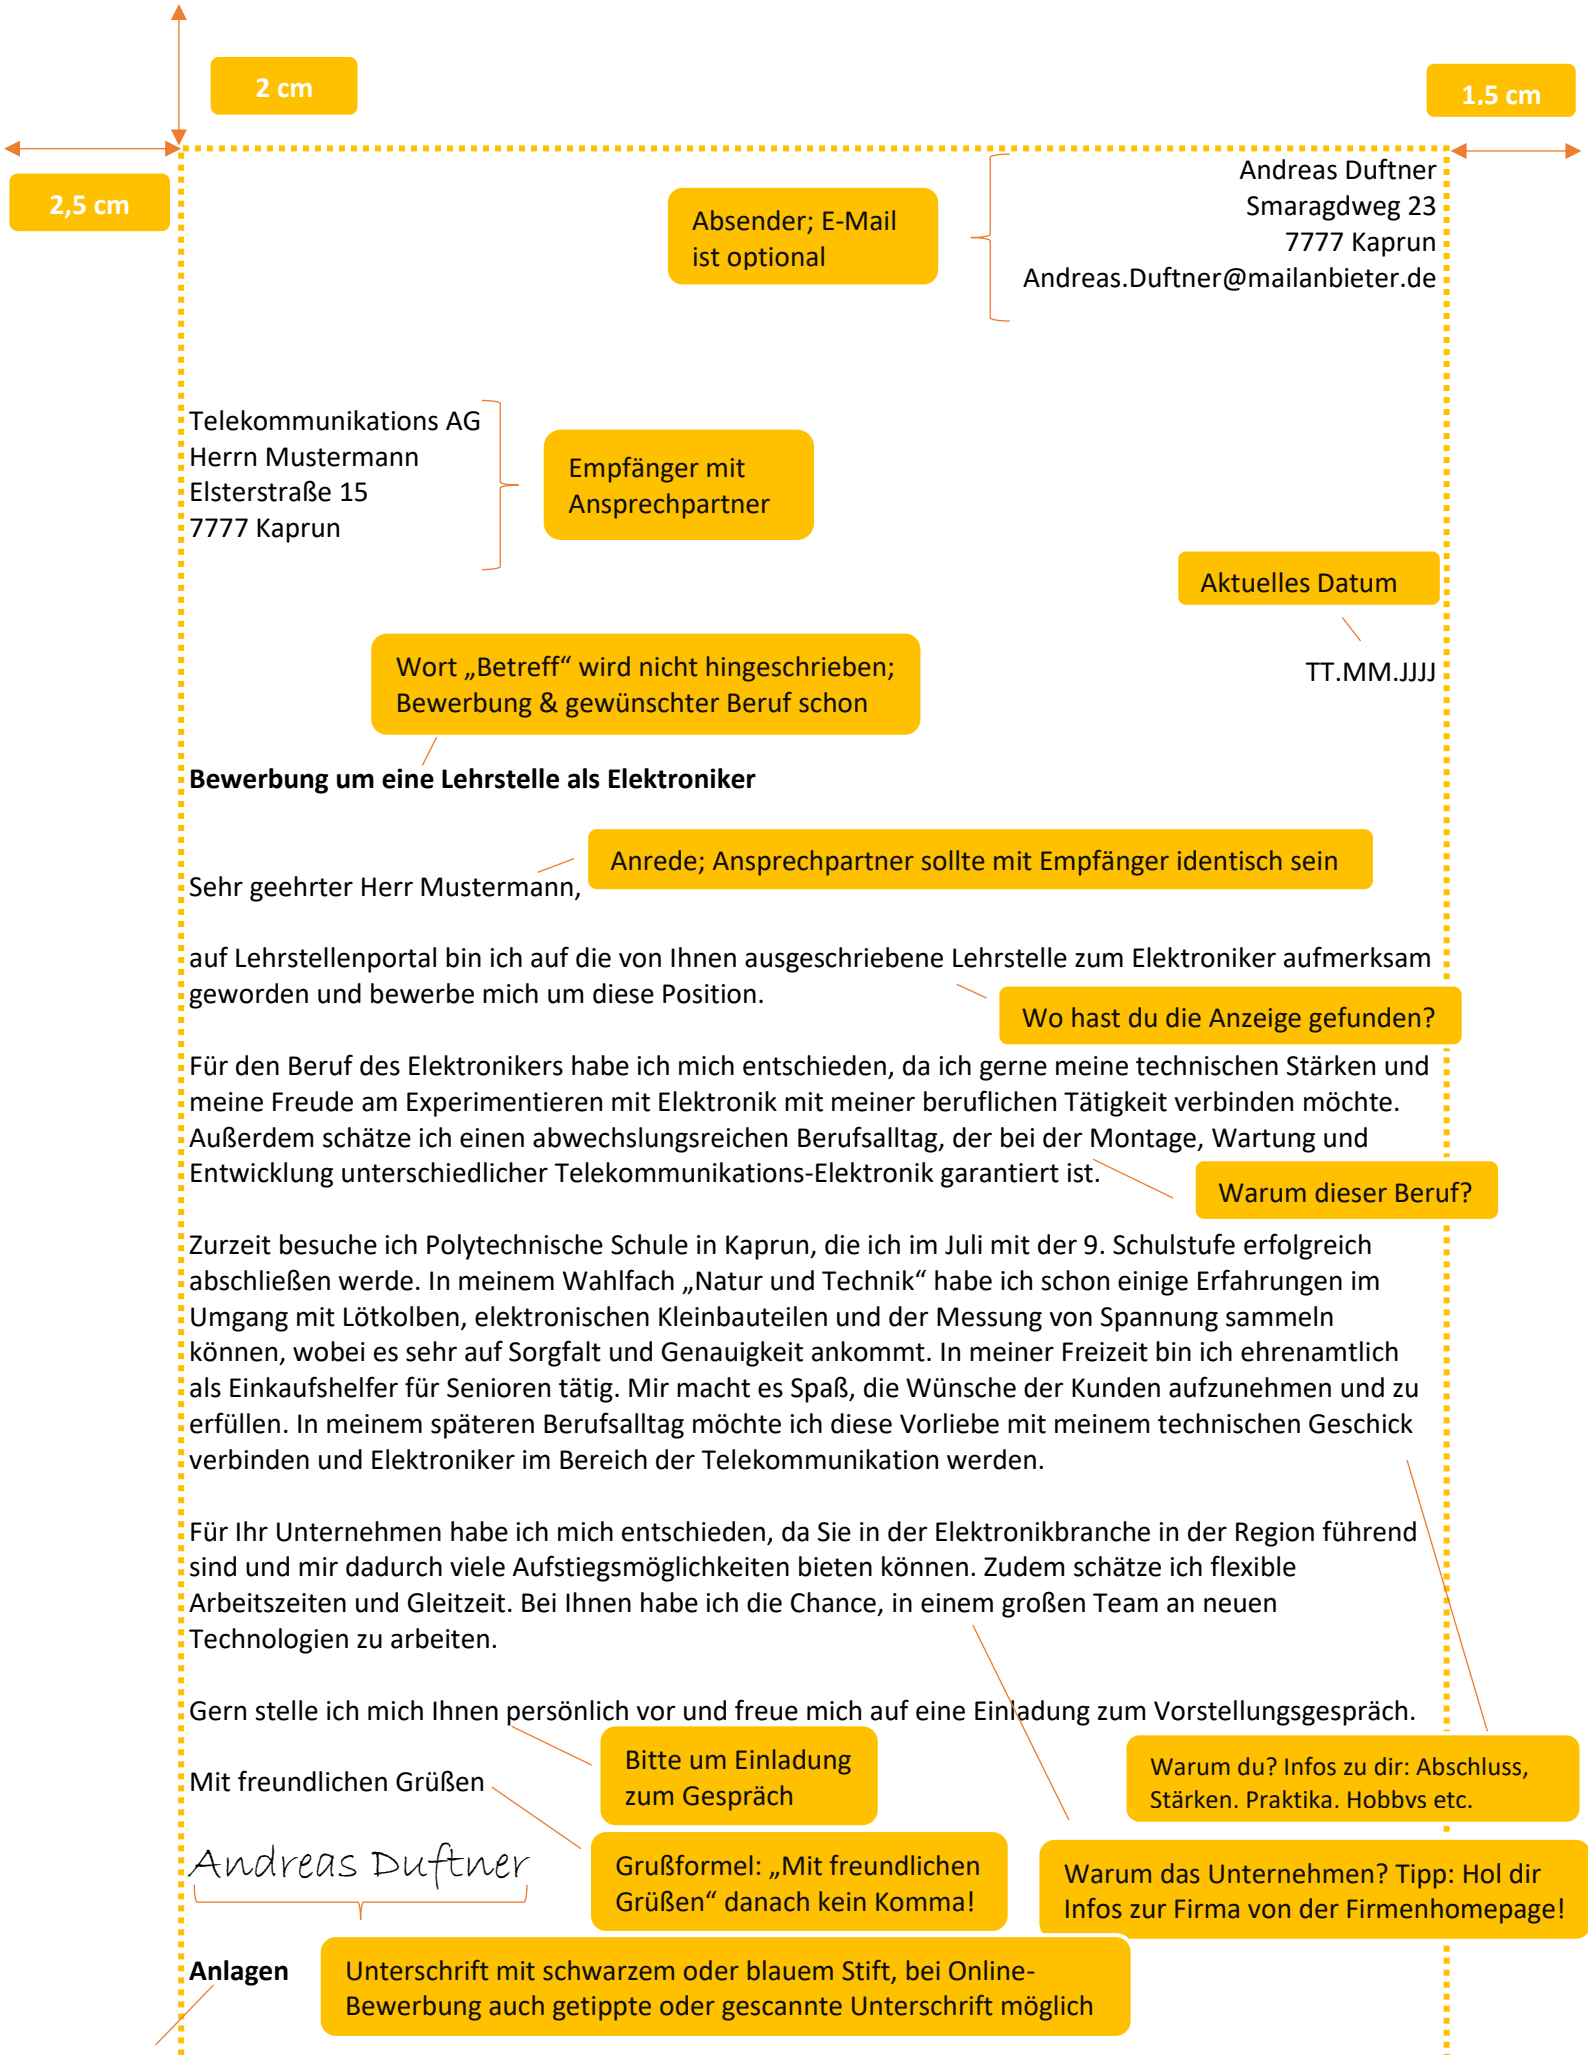 2 cm
1,5 cm
2,5 cm
Absender; E-Mail
ist optional
Andreas Duftner
Smaragdweg 23
7777 Kaprun
Andreas.Duftner@mailanbieter.de
Telekommunikations AG
Herrn Mustermann
Elsterstraße 15
7777 Kaprun
Empfänger mit
Ansprechpartner
Aktuelles Datum
TT.MM.JJJJ
Wort „Betreff“ wird nicht hingeschrieben;
Bewerbung & gewünschter Beruf schon
Bewerbung um eine Lehrstelle als Elektroniker
Anrede; Ansprechpartner sollte mit Empfänger identisch sein
Sehr geehrter Herr Mustermann,
auf Lehrstellenportal bin ich auf die von Ihnen ausgeschriebene Lehrstelle zum Elektroniker aufmerksam
geworden und bewerbe mich um diese Position.
Wo hast du die Anzeige gefunden?
Für den Beruf des Elektronikers habe ich mich entschieden, da ich gerne meine technischen Stärken und
meine Freude am Experimentieren mit Elektronik mit meiner beruflichen Tätigkeit verbinden möchte.
Außerdem schätze ich einen abwechslungsreichen Berufsalltag, der bei der Montage, Wartung und
Entwicklung unterschiedlicher Telekommunikations-Elektronik garantiert ist.
Warum dieser Beruf?
Zurzeit besuche ich Polytechnische Schule in Kaprun, die ich im Juli mit der 9. Schulstufe erfolgreich
abschließen werde. In meinem Wahlfach „Natur und Technik“ habe ich schon einige Erfahrungen im
Umgang mit Lötkolben, elektronischen Kleinbauteilen und der Messung von Spannung sammeln
können, wobei es sehr auf Sorgfalt und Genauigkeit ankommt. In meiner Freizeit bin ich ehrenamtlich
als Einkaufshelfer für Senioren tätig. Mir macht es Spaß, die Wünsche der Kunden aufzunehmen und zu
erfüllen. In meinem späteren Berufsalltag möchte ich diese Vorliebe mit meinem technischen Geschick
verbinden und Elektroniker im Bereich der Telekommunikation werden.
Für Ihr Unternehmen habe ich mich entschieden, da Sie in der Elektronikbranche in der Region führend
sind und mir dadurch viele Aufstiegsmöglichkeiten bieten können. Zudem schätze ich flexible
Arbeitszeiten und Gleitzeit. Bei Ihnen habe ich die Chance, in einem großen Team an neuen
Technologien zu arbeiten.
Gern stelle ich mich Ihnen persönlich vor und freue mich auf eine Einladung zum Vorstellungsgespräch.
Bitte um Einladung
zum Gespräch
Warum du? Infos zu dir: Abschluss,
Stärken, Praktika, Hobbys etc.
Mit freundlichen Grüßen
Andreas Duftner
Grußformel: „Mit freundlichen
Grüßen“ danach kein Komma!
Warum das Unternehmen? Tipp: Hol dir
Infos zur Firma von der Firmenhomepage!
Anlagen
Unterschrift mit schwarzem oder blauem Stift, bei Online-
Bewerbung auch getippte oder gescannte Unterschrift möglich